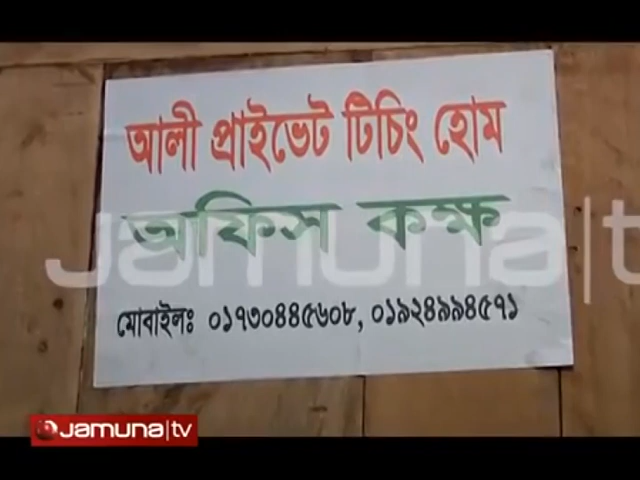 আলী প্রাইভেট টিচিং হোম
অফিস কক্ষ
মোবাইলঃ ০১৭৩০৪৪৫৬০৮, ০১৯২৪৯৯৪৫৭১
Jamuna|tv
Jamuna|tv